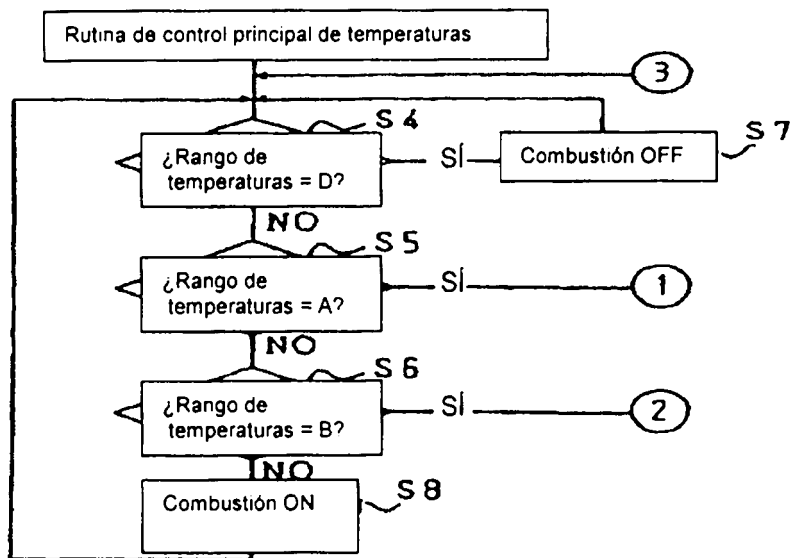 Rutina de control principal de temperaturas
3
S 4
¿Rango de
temperaturas = D?
SÍ
Combustión OFF
S 7
NO
S 5
¿Rango de
temperaturas = A?
SÍ
1
NO
S 6
¿Rango de
temperaturas = B?
SÍ
2
NO
Combustión ON
S 8